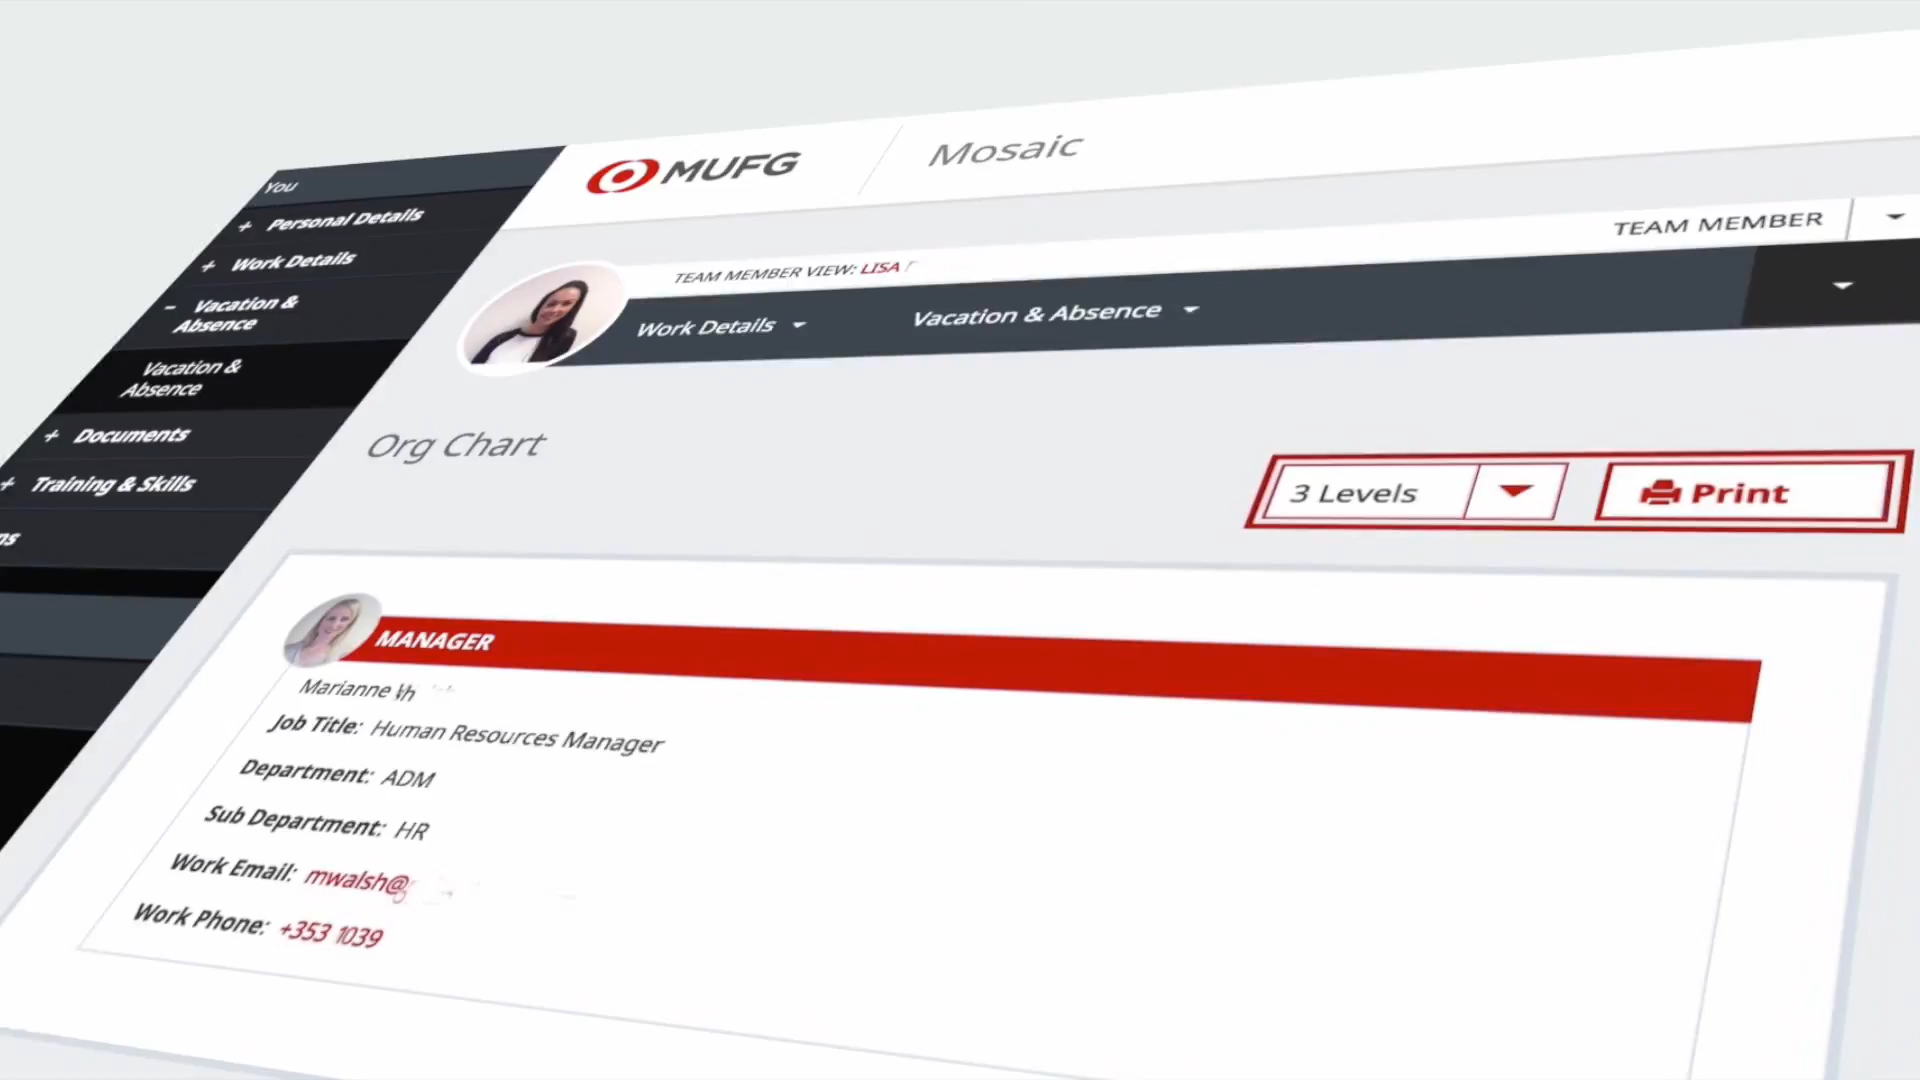 You
+ Personal Details
+ Work Details
- Vacation &
Absence
Vacation &
Absence
+ Documents
+ Training & Skills
MUFG
Mosaic
TEAM MEMBER
TEAM MEMBER VIEW: LISA
Work Details
Vacation & Absence
Org Chart
3 Levels
Print
MANAGER
Marianne
Job Title: Human Resources Manager
Department: ADM
Sub Department: HR
Work Email: mwalsh@
Work Phone: +353 1039